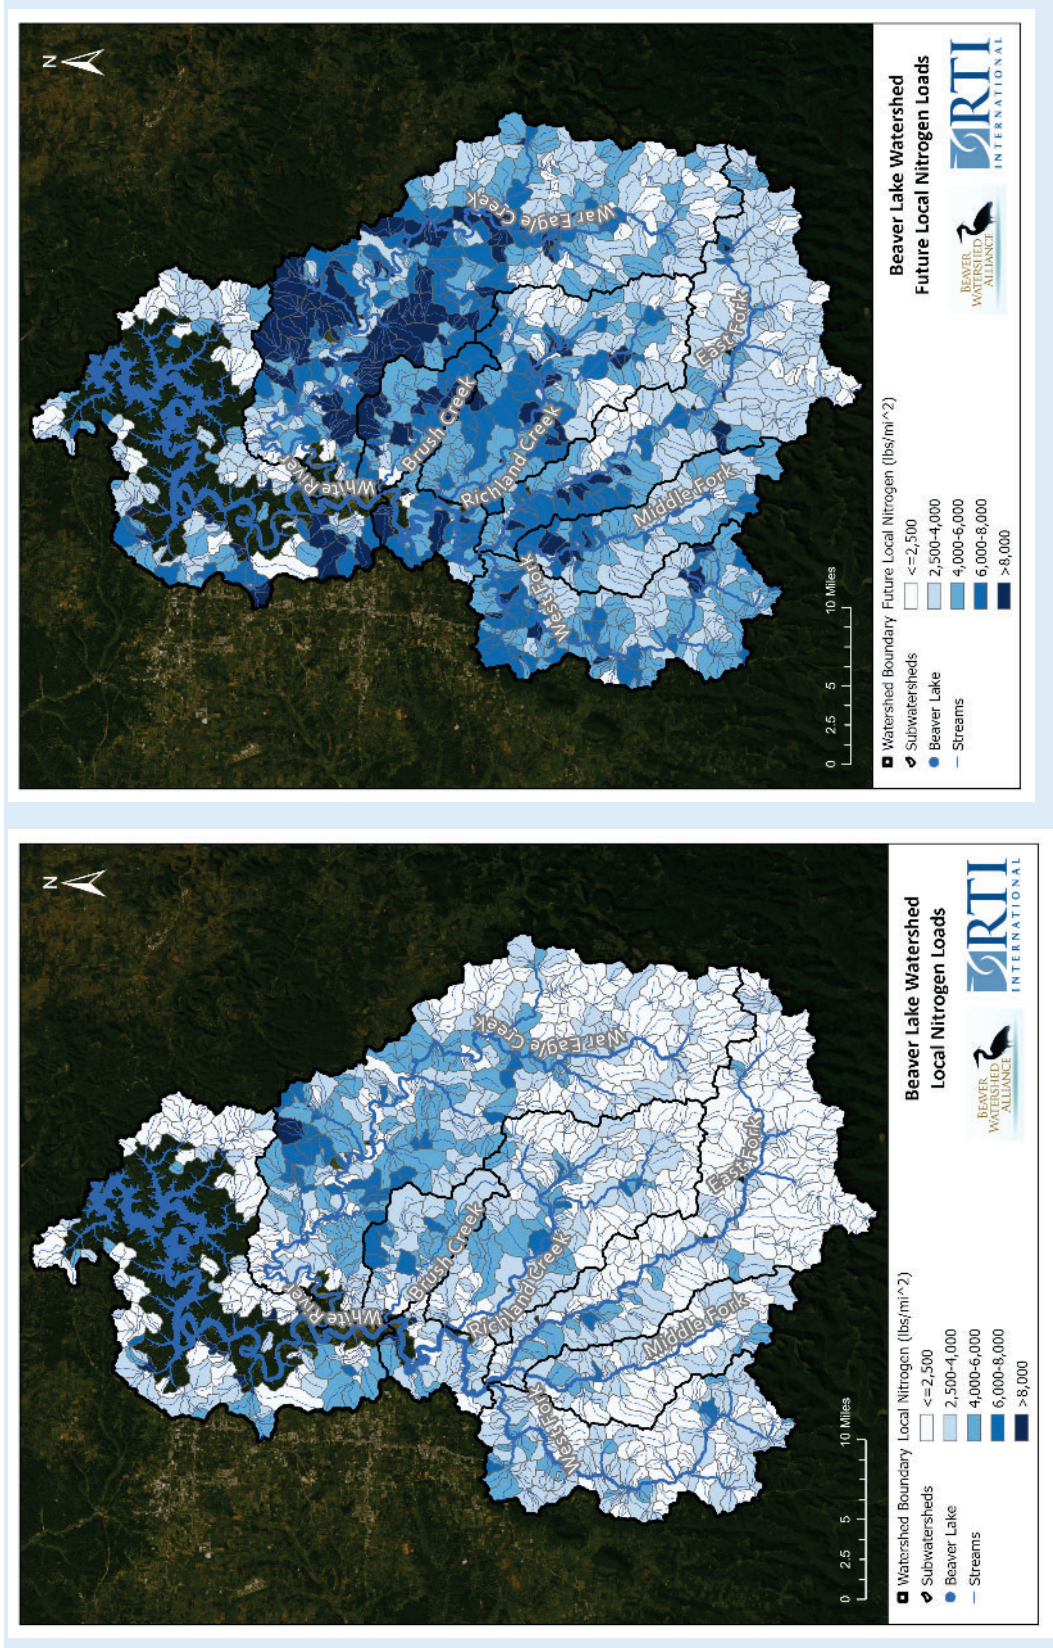 N
White River
War Eagle Creek
Brush Creek
Richland Creek
West Fork
Middle Fork
East Fork
0 2.5 5 10 Miles
Watershed Boundary
Subwatersheds
Beaver Lake
Streams
Local Nitrogen (lbs/mi^2)
<=2,500
2,500-4,000
4,000-6,000
6,000-8,000
>8,000
Beaver Lake Watershed
Local Nitrogen Loads
BEAVER
WATERSHED
ALLIANCE
RTI
INTERNATIONAL
N
White River
War Eagle Creek
Brush Creek
Richland Creek
West Fork
Middle Fork
East Fork
0 2.5 5 10 Miles
Watershed Boundary
Subwatersheds
Beaver Lake
Streams
Future Local Nitrogen (lbs/mi^2)
<=2,500
2,500-4,000
4,000-6,000
6,000-8,000
>8,000
Beaver Lake Watershed
Future Local Nitrogen Loads
BEAVER
WATERSHED
ALLIANCE
RTI
INTERNATIONAL